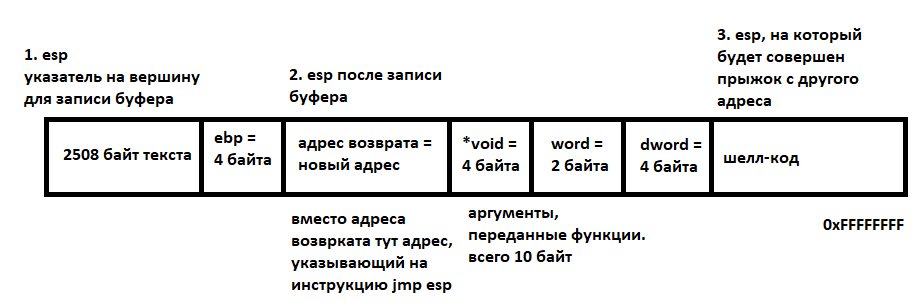 1. esp
указатель на вершину
для записи буфера
2. esp после записи
буфера
3. esp, на который
будет совершен
прыжок с другого
адреса
2508 байт текста
ebp =
4 байта
адрес возврата =
новый адрес
*void =
4 байта
word =
2 байта
dword =
4 байта
шелл-код
вместо адреса
возврката тут адрес,
указывающий на
инструкцию jmp esp
аргументы,
переданные функции.
всего 10 байт
0xFFFFFFFF